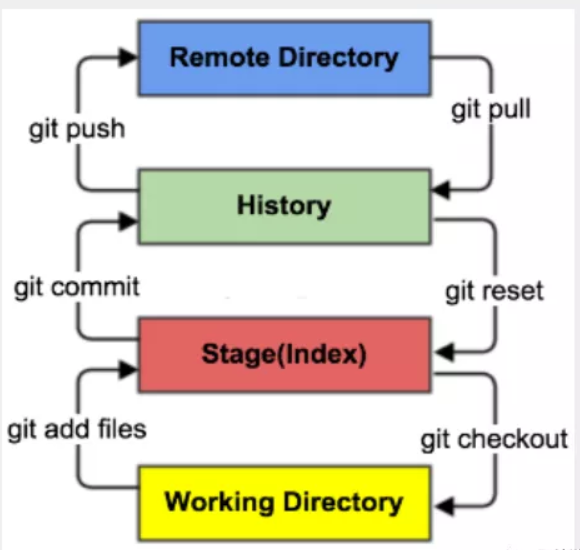 Remote Directory
git push
git pull
History
git commit
git reset
Stage(Index)
git add files
git checkout
Working Directory